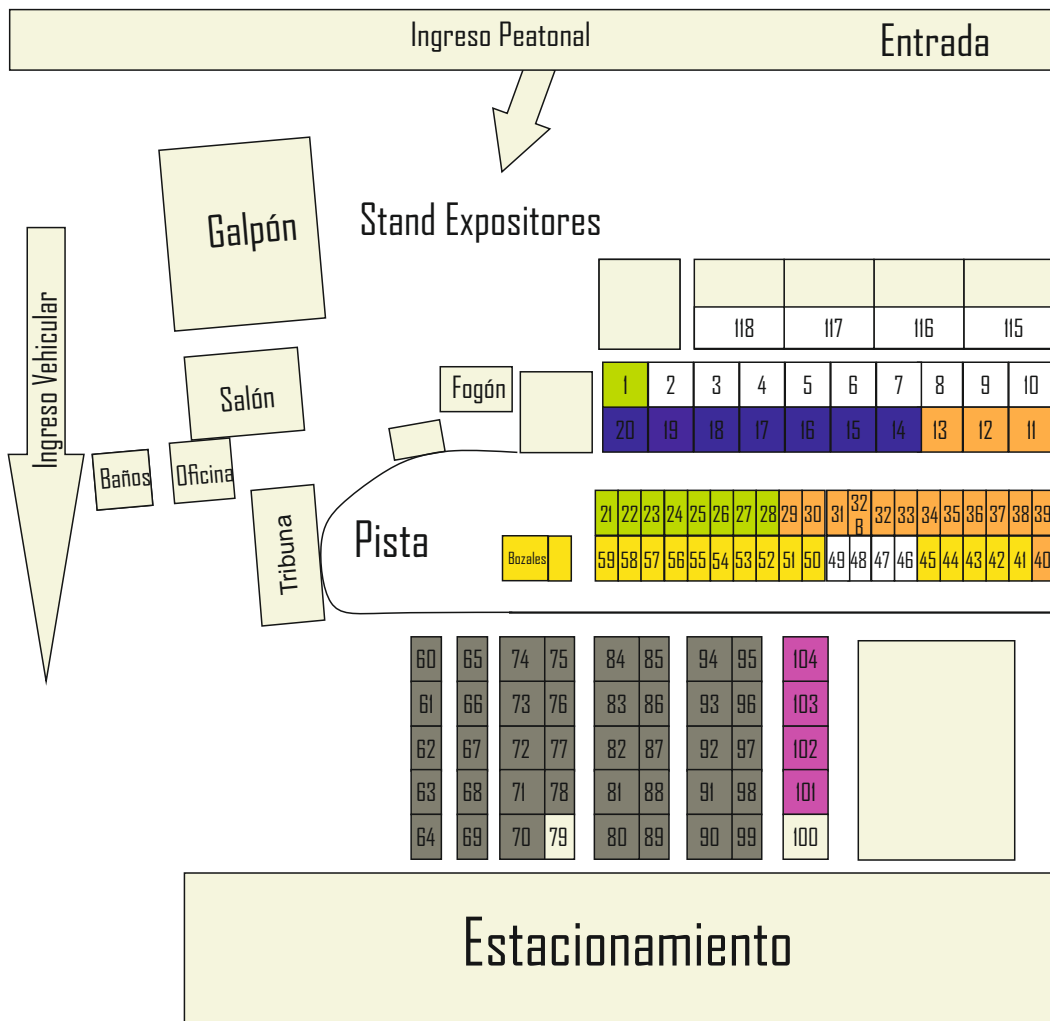 Ingreso Peatonal
Entrada
Galpón
Stand Expositores
Ingreso Vehicular
118 117 116 115
Salón
Fogón
1 2 3 4 5 6 7 8 9 10
20 19 18 17 16 15 14 13 12 11
Baños
Oficina
Tribuna
Pista
Bozales
21 22 23 24 25 26 27 28 29 30 31 32 B 32 33 34 35 36 37 38 39
59 58 57 56 55 54 53 52 51 50 49 48 47 46 45 44 43 42 41 40
60 65 74 75 84 85 94 95 104
61 66 73 76 83 86 93 96 103
62 67 72 77 82 87 92 97 102
63 68 71 78 81 88 91 98 101
64 69 70 79 80 89 90 99 100
Estacionamiento